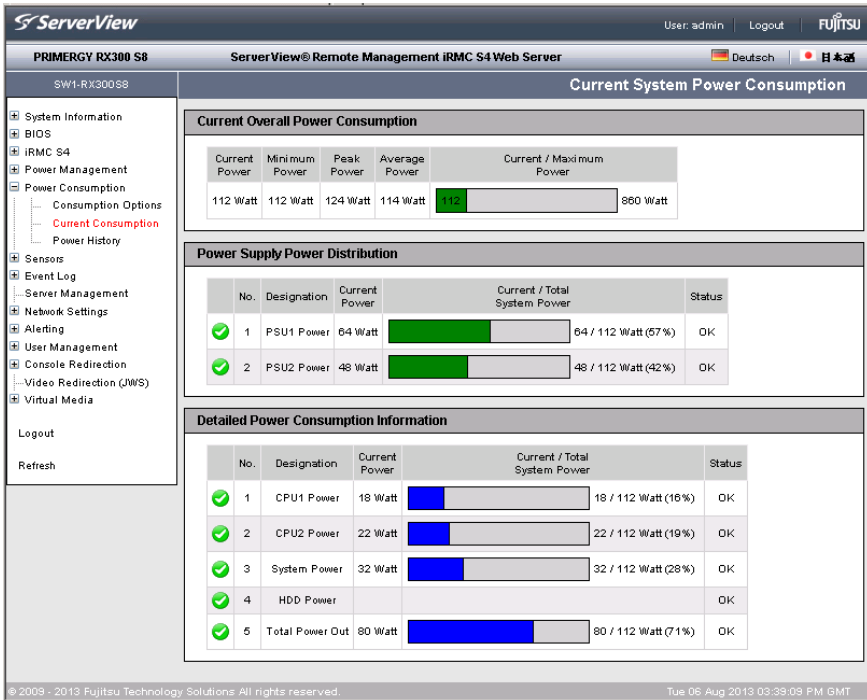 ServerView
User: admin Logout FUJITSU
PRIMERGY RX300 S8 ServerView® Remote Management iRMC S4 Web Server Deutsch 日本語
SW1-RX300S8 Current System Power Consumption
System Information
BIOS
iRMC S4
Power Management
Power Consumption
Consumption Options
Current Consumption
Power History
Sensors
Event Log
Server Management
Network Settings
Alerting
User Management
Console Redirection
Video Redirection (JWS)
Virtual Media
Logout
Refresh
Current Overall Power Consumption
Current Power Minimum Power Peak Power Average Power Current / Maximum Power
112 Watt 112 Watt 124 Watt 114 Watt 112 860 Watt
Power Supply Power Distribution
No. Designation Current Power Current / Total System Power Status
1 PSU1 Power 64 Watt 64 / 112 Watt (57%) OK
2 PSU2 Power 48 Watt 48 / 112 Watt (42%) OK
Detailed Power Consumption Information
No. Designation Current Power Current / Total System Power Status
1 CPU1 Power 18 Watt 18 / 112 Watt (16%) OK
2 CPU2 Power 22 Watt 22 / 112 Watt (19%) OK
3 System Power 32 Watt 32 / 112 Watt (28%) OK
4 HDD Power OK
5 Total Power Out 80 Watt 80 / 112 Watt (71%) OK
© 2009 - 2013 Fujitsu Technology Solutions All rights reserved. Tue 06 Aug 2013 03:39:09 PM GMT